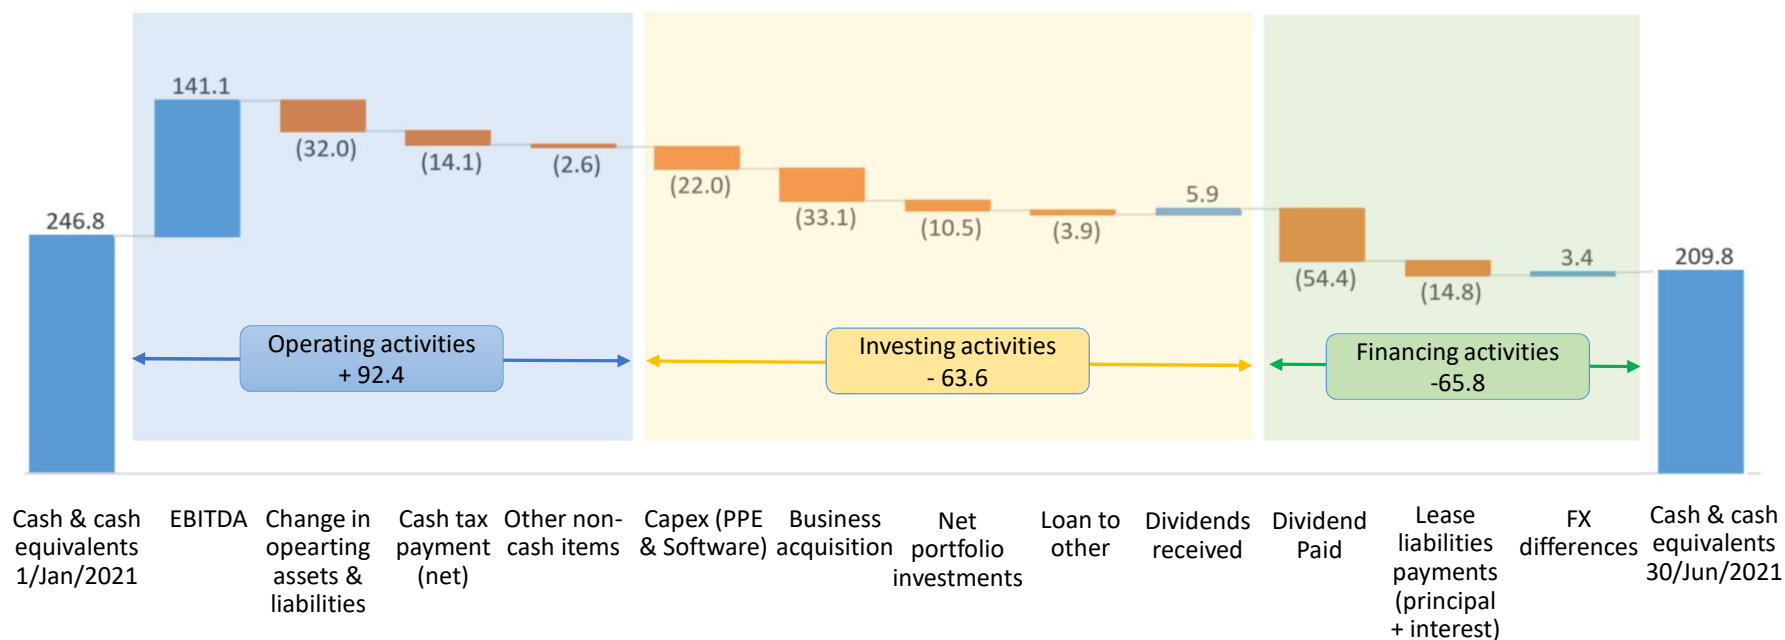 141.1
(32.0)
(14.1)
(2.6)
(22.0)
(33.1)
(10.5)
(3.9)
5.9
246.8
(54.4)
(14.8)
3.4
209.8
Operating activities
+ 92.4
Investing activities
- 63.6
Financing activities
-65.8
Cash & cash
equivalents
1/Jan/2021
EBITDA
Change in
opearting
assets &
liabilities
Cash tax
payment
(net)
Other non-
cash items
Capex (PPE
& Software)
Business
acquisition
Net
portfolio
investments
Loan to
other
Dividends
received
Dividend
Paid
Lease
liabilities
payments
(principal
+ interest)
FX
differences
Cash & cash
equivalents
30/Jun/2021